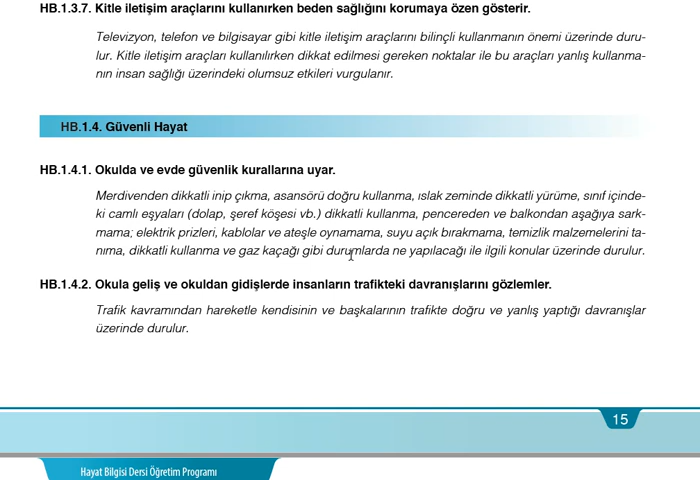 HB.1.3.7. Kitle iletişim araçlarını kullanırken beden sağlığını korumaya özen gösterir.
Televizyon, telefon ve bilgisayar gibi kitle iletişim araçlarını bilinçli kullanmanın önemi üzerinde duru-
lur. Kitle iletişim araçları kullanılırken dikkat edilmesi gereken noktalar ile bu araçları yanlış kullanma-
nın insan sağlığı üzerindeki olumsuz etkileri vurgulanır.
HB.1.4. Güvenli Hayat
HB.1.4.1. Okulda ve evde güvenlik kurallarına uyar.
Merdivenden dikkatli inip çıkma, asansörü doğru kullanma, ıslak zeminde dikkatli yürüme, sınıf içinde-
ki camlı eşyaları (dolap, şeref köşesi vb.) dikkatli kullanma, pencereden ve balkondan aşağıya sark-
mama; elektrik prizleri, kablolar ve ateşle oynamama, suyu açık bırakmama, temizlik malzemelerini ta-
nıma, dikkatli kullanma ve gaz kaçağı gibi durumlarda ne yapılacağı ile ilgili konular üzerinde durulur.
HB.1.4.2. Okula geliş ve okuldan gidişlerde insanların trafikteki davranışlarını gözlemler.
Trafik kavramından hareketle kendisinin ve başkalarının trafikte doğru ve yanlış yaptığı davranışlar
üzerinde durulur.
15
Hayat Bilgisi Dersi Öğretim Programı